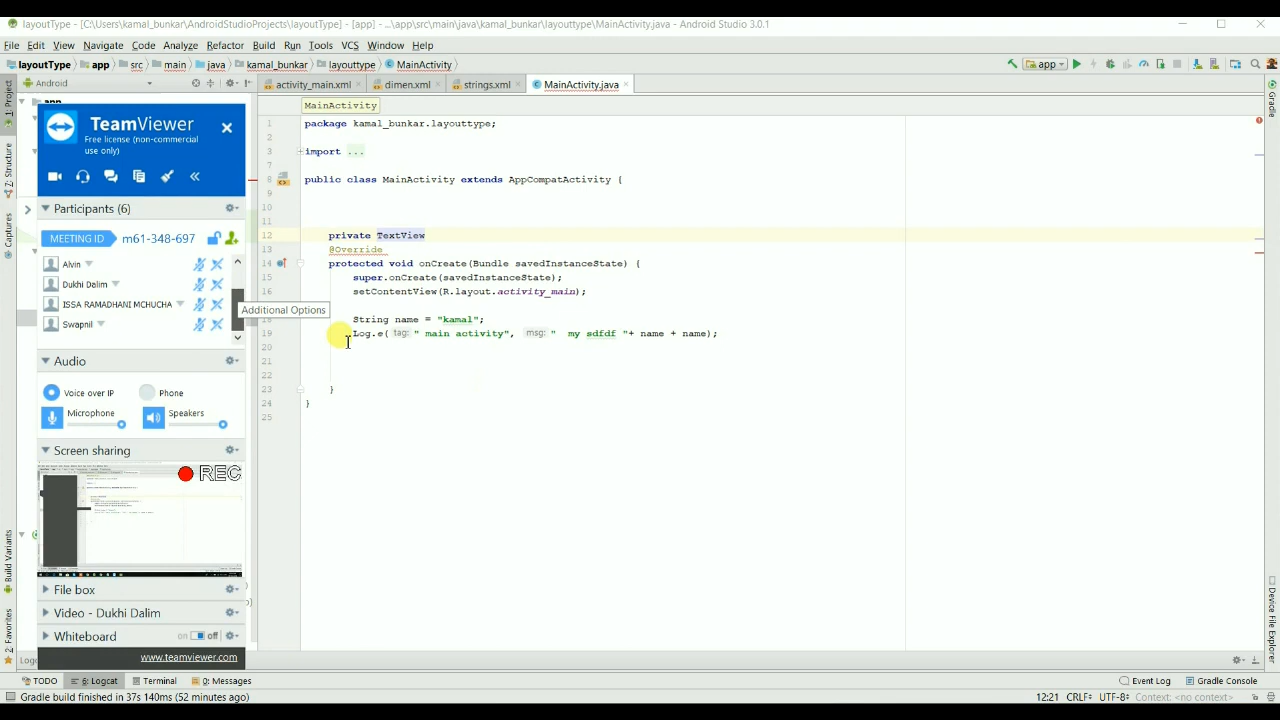 layoutType - [C:\Users\kamal_bunkar\AndroidStudioProjects\layoutType] - [app] - ...\app\src\main\java\kamal_bunkar\layouttype\MainActivity.java - Android Studio 3.0.1
File Edit View Navigate Code Analyze Refactor Build Run Tools VCS Window Help
layoutType app src main java kamal_bunkar layouttype MainActivity app
Android activity_main.xml dimen.xml strings.xml MainActivity.java
1: Project
Z: Structure
Captures
Build Variants
2: Favorites
Gradle
Device File Explorer
app
TeamViewer
Free license (non-commercial
use only)
Participants (6)
MEETING ID m61-348-697
Alvin
Dukhi Dalim
ISSA RAMADHANI MCHUCHA
Swapnil
Additional Options
Audio
Voice over IP Phone
Microphone Speakers
Screen sharing
REC
File box
Video - Dukhi Dalim
Whiteboard on off
www.teamviewer.com
MainActivity
1 package kamal_bunkar.layouttype;
2
3 import ...
7
8 public class MainActivity extends AppCompatActivity {
9
10
11
12 private TextView
13 @Override
14 protected void onCreate(Bundle savedInstanceState) {
15 super.onCreate(savedInstanceState);
16 setContentView(R.layout.activity_main);
18 String name = "kamal";
19 Log.e( tag: " main activity", msg: " my sdfdf "+ name + name);
20
21
22
23 }
24 }
25
Logc
TODO 6: Logcat Terminal 0: Messages Event Log Gradle Console
Gradle build finished in 37s 140ms (52 minutes ago) 12:21 CRLF UTF-8 Context: <no context>